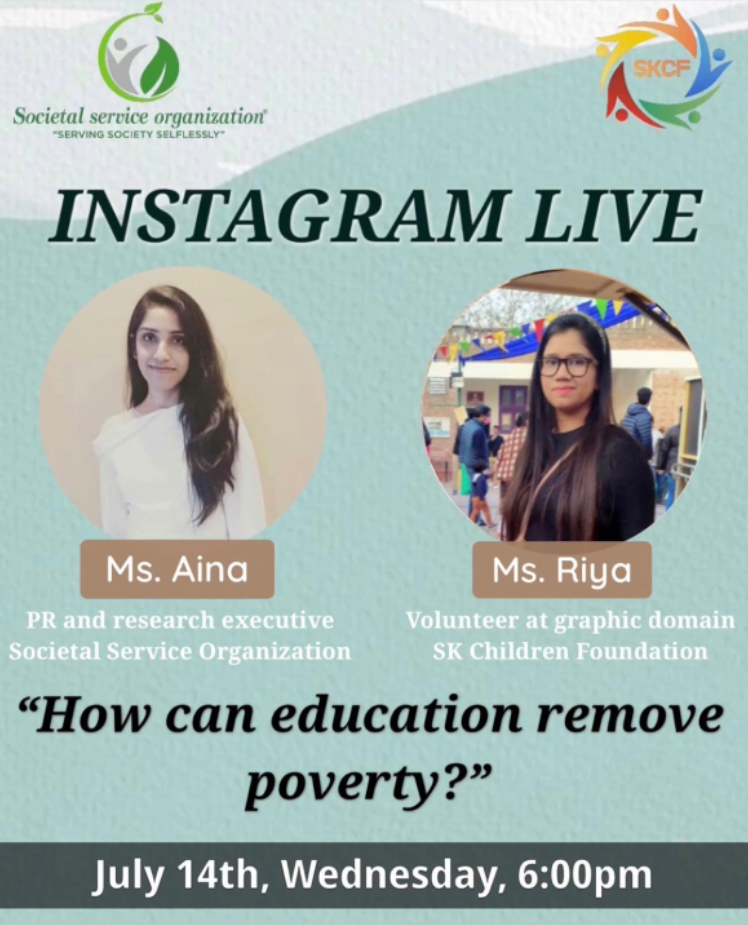 Societal service organization®
"SERVING SOCIETY SELFLESSLY"
SKCF
INSTAGRAM LIVE
Ms. Aina
PR and research executive
Societal Service Organization
Ms. Riya
Volunteer at graphic domain
SK Children Foundation
“How can education remove
poverty?”
July 14th, Wednesday, 6:00pm